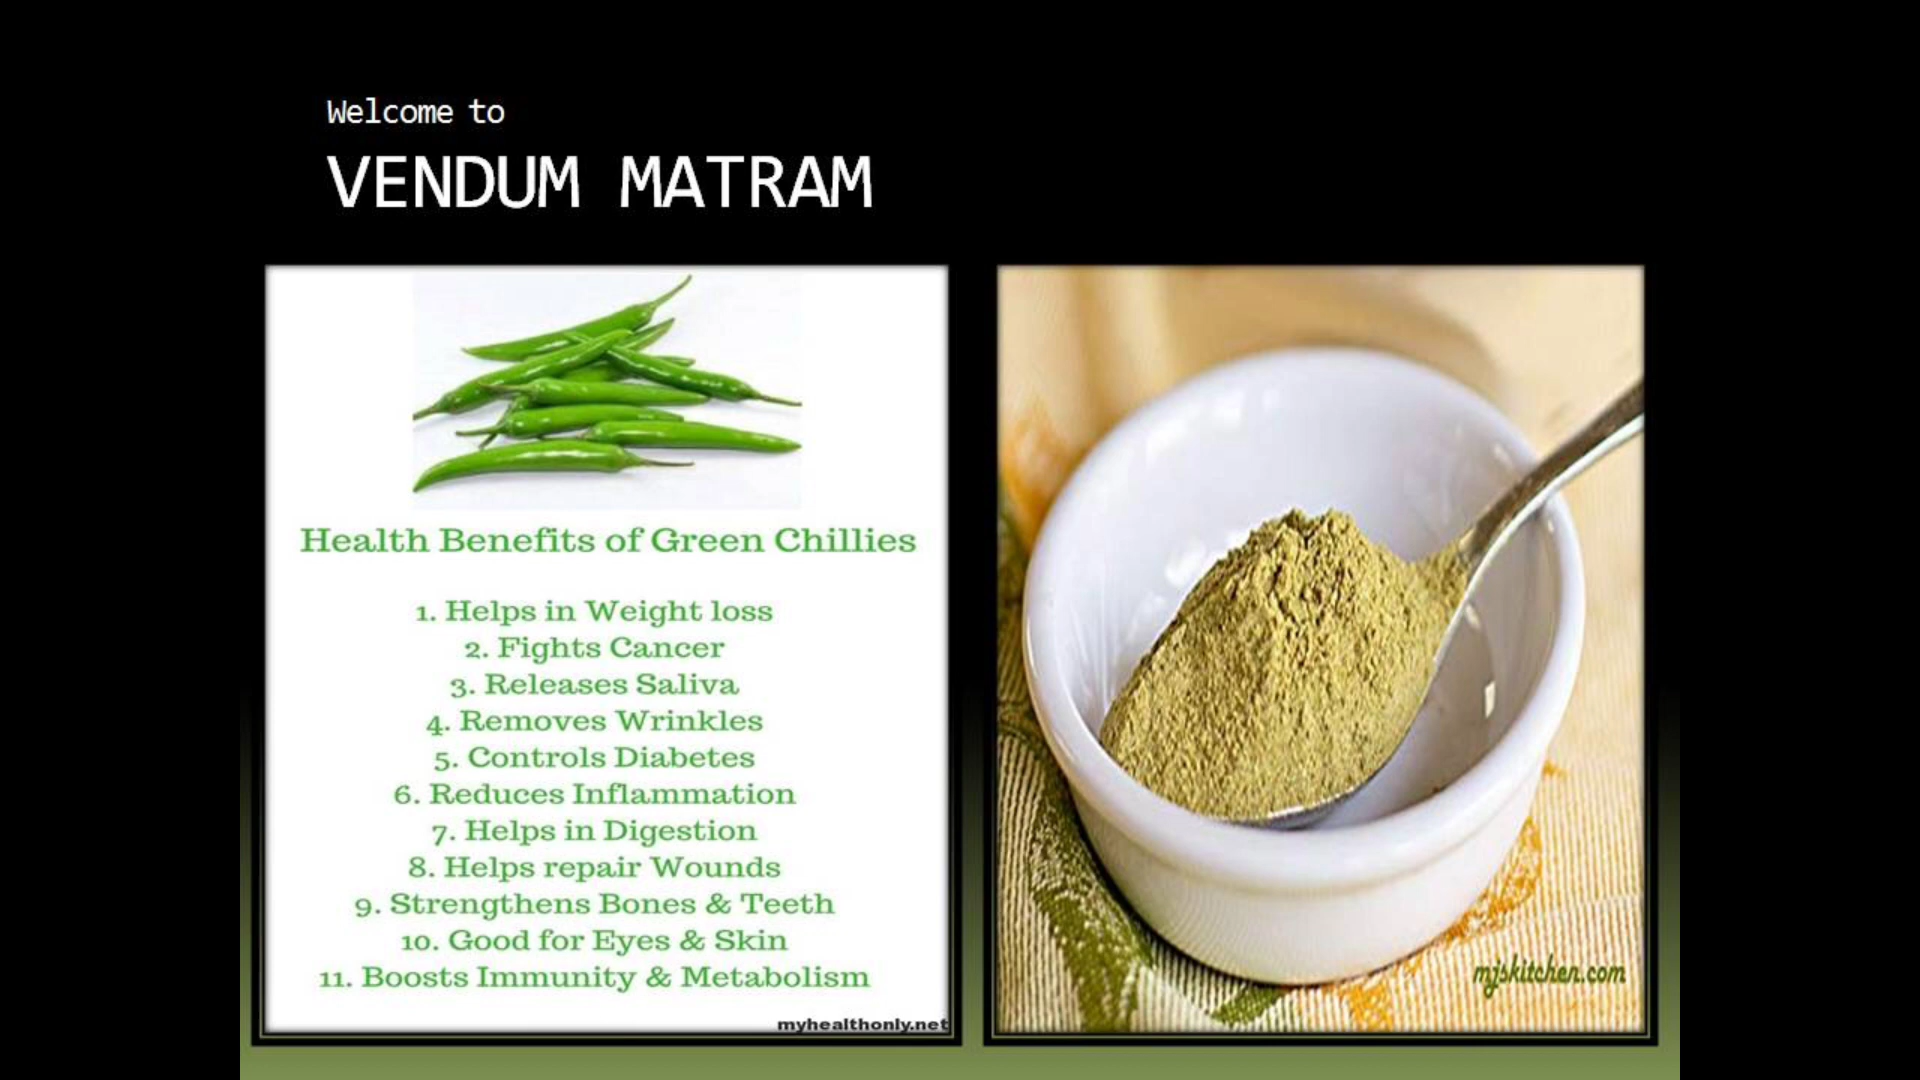 Welcome to
VENDUM MATRAM
Health Benefits of Green Chillies
1. Helps in Weight loss
2. Fights Cancer
3. Releases Saliva
4. Removes Wrinkles
5. Controls Diabetes
6. Reduces Inflammation
7. Helps in Digestion
8. Helps repair Wounds
9. Strengthens Bones & Teeth
10. Good for Eyes & Skin
11. Boosts Immunity & Metabolism
myhealthonly.net
mjskitchen.com